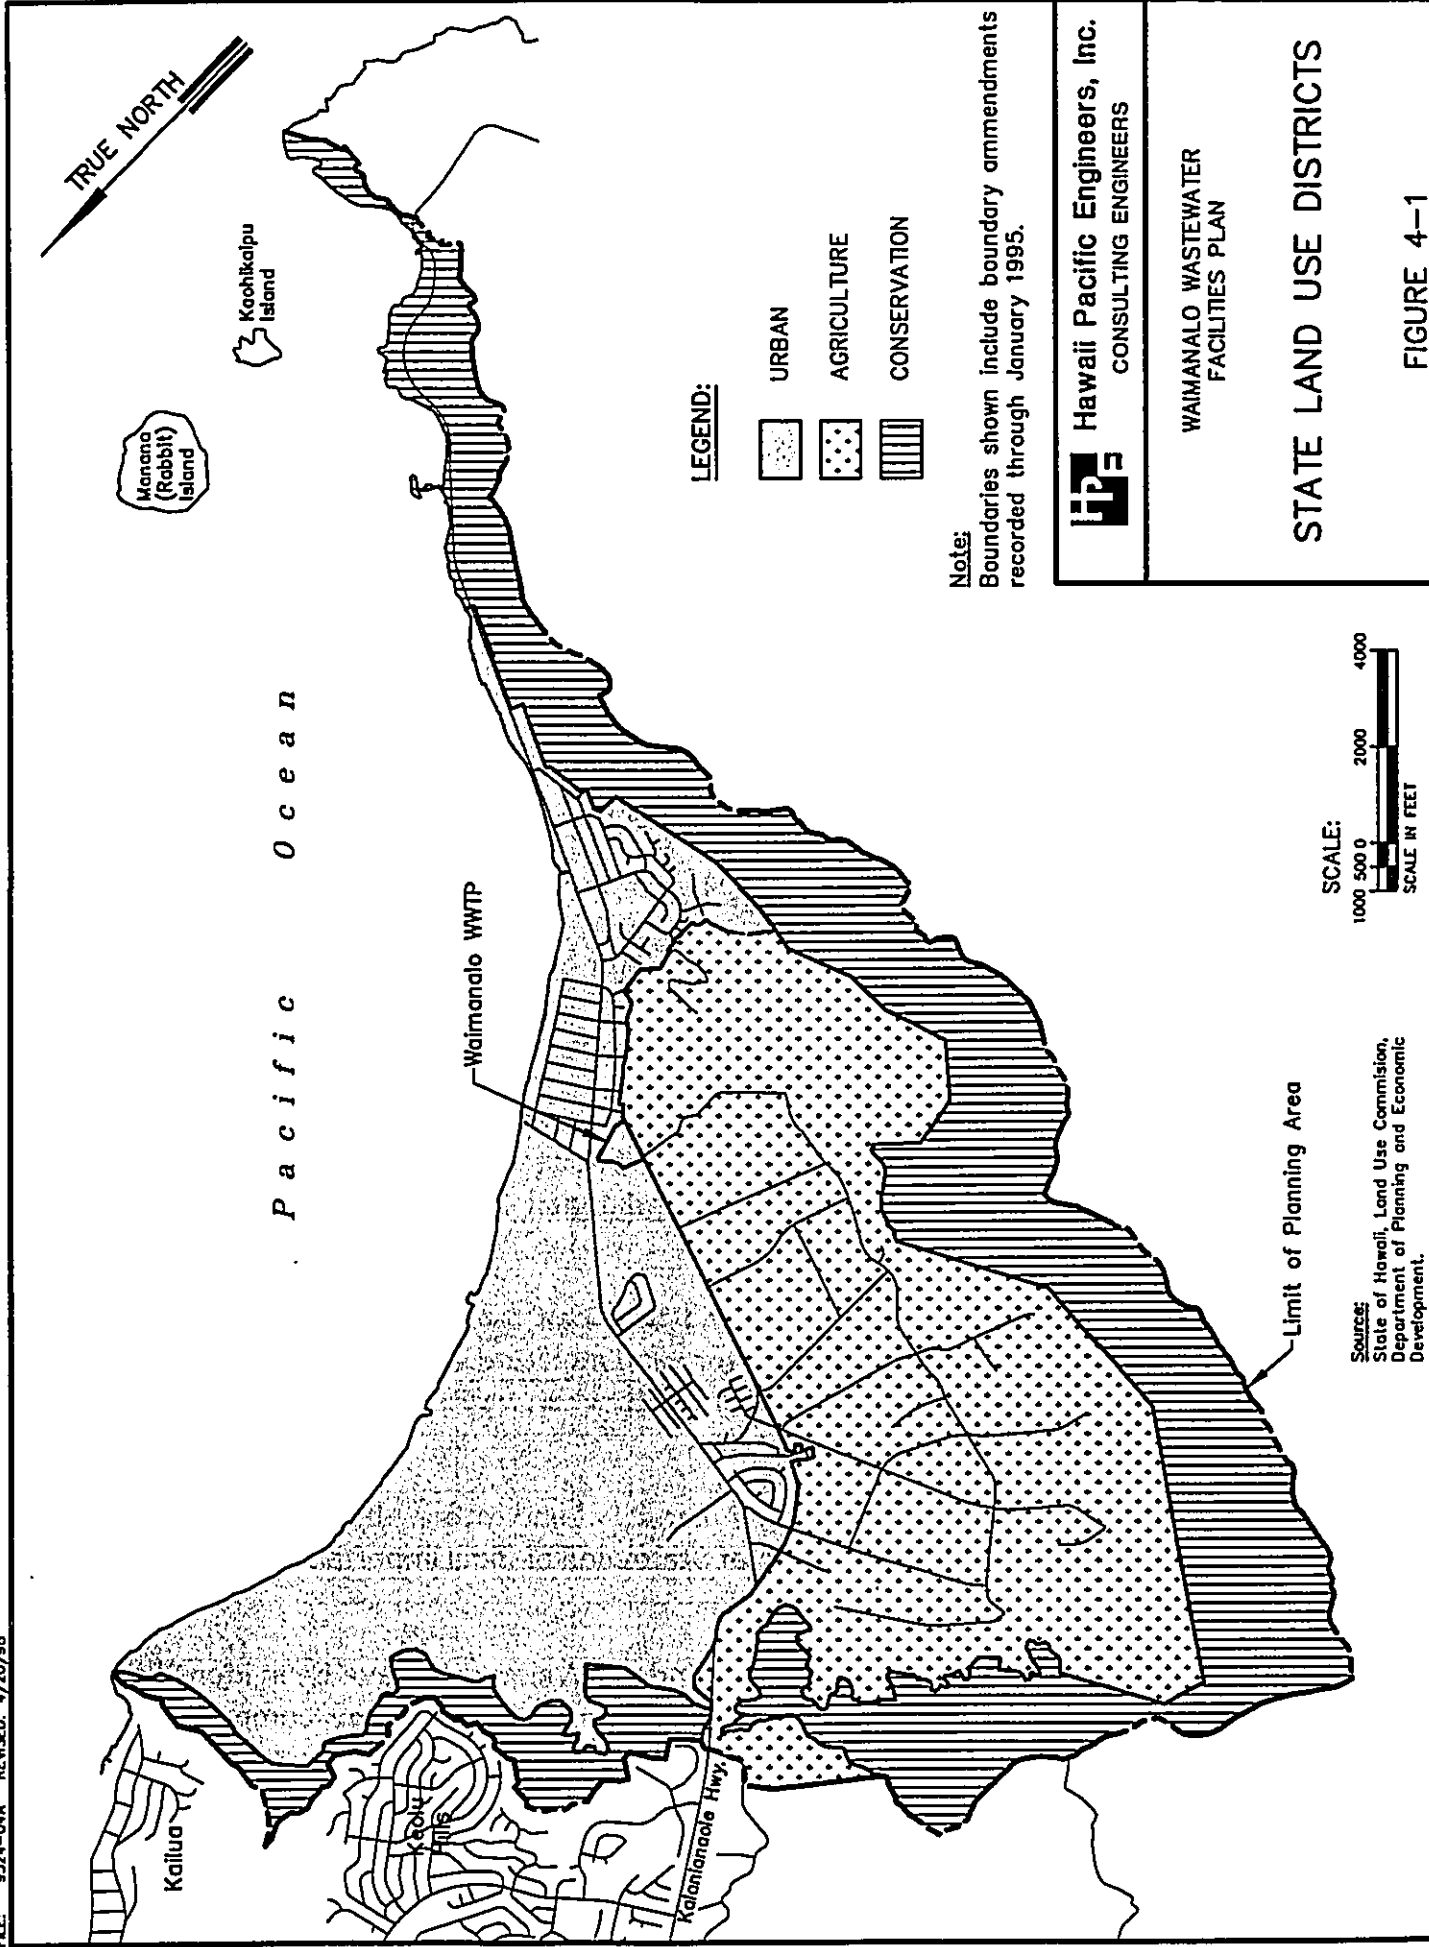 TRUE NORTH
Manana
(Rabbit)
Island
Kaohikaipu
Island
Pacific Ocean
Waimanalo WWTP
Kailua
Keolu
Hills
Kalanianaole Hwy.
Limit of Planning Area
LEGEND:
URBAN
AGRICULTURE
CONSERVATION
Note:
Boundaries shown include boundary ammendments
recorded through January 1995.
SCALE:
1000 500 0 2000 4000
SCALE IN FEET
Source:
State of Hawaii, Land Use Commision,
Department of Planning and Economic
Development.
HPE Hawaii Pacific Engineers, Inc.
CONSULTING ENGINEERS
WAIMANALO WASTEWATER
FACILITIES PLAN
STATE LAND USE DISTRICTS
FIGURE 4-1